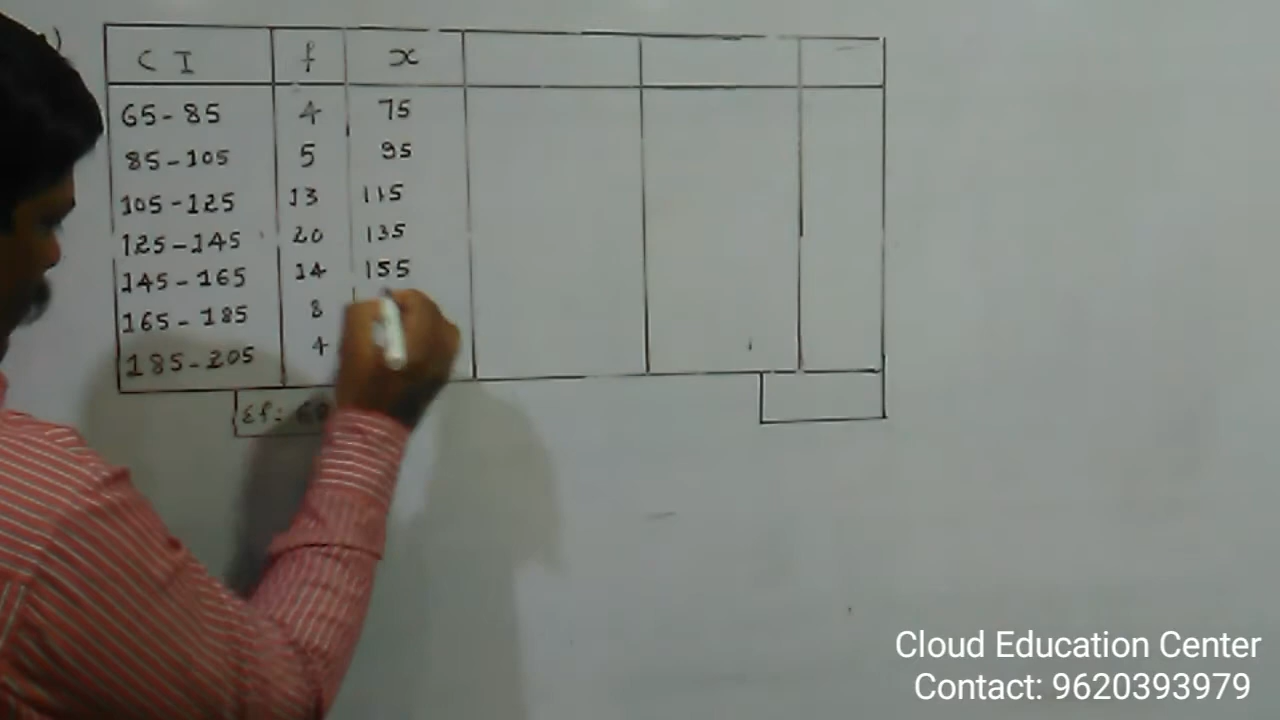 C I f x
65-85 4 75
85-105 5 95
105-125 13 115
125-145 20 135
145-165 14 155
165-185 8
185-205 4
Σf:
Cloud Education Center
Contact: 9620393979